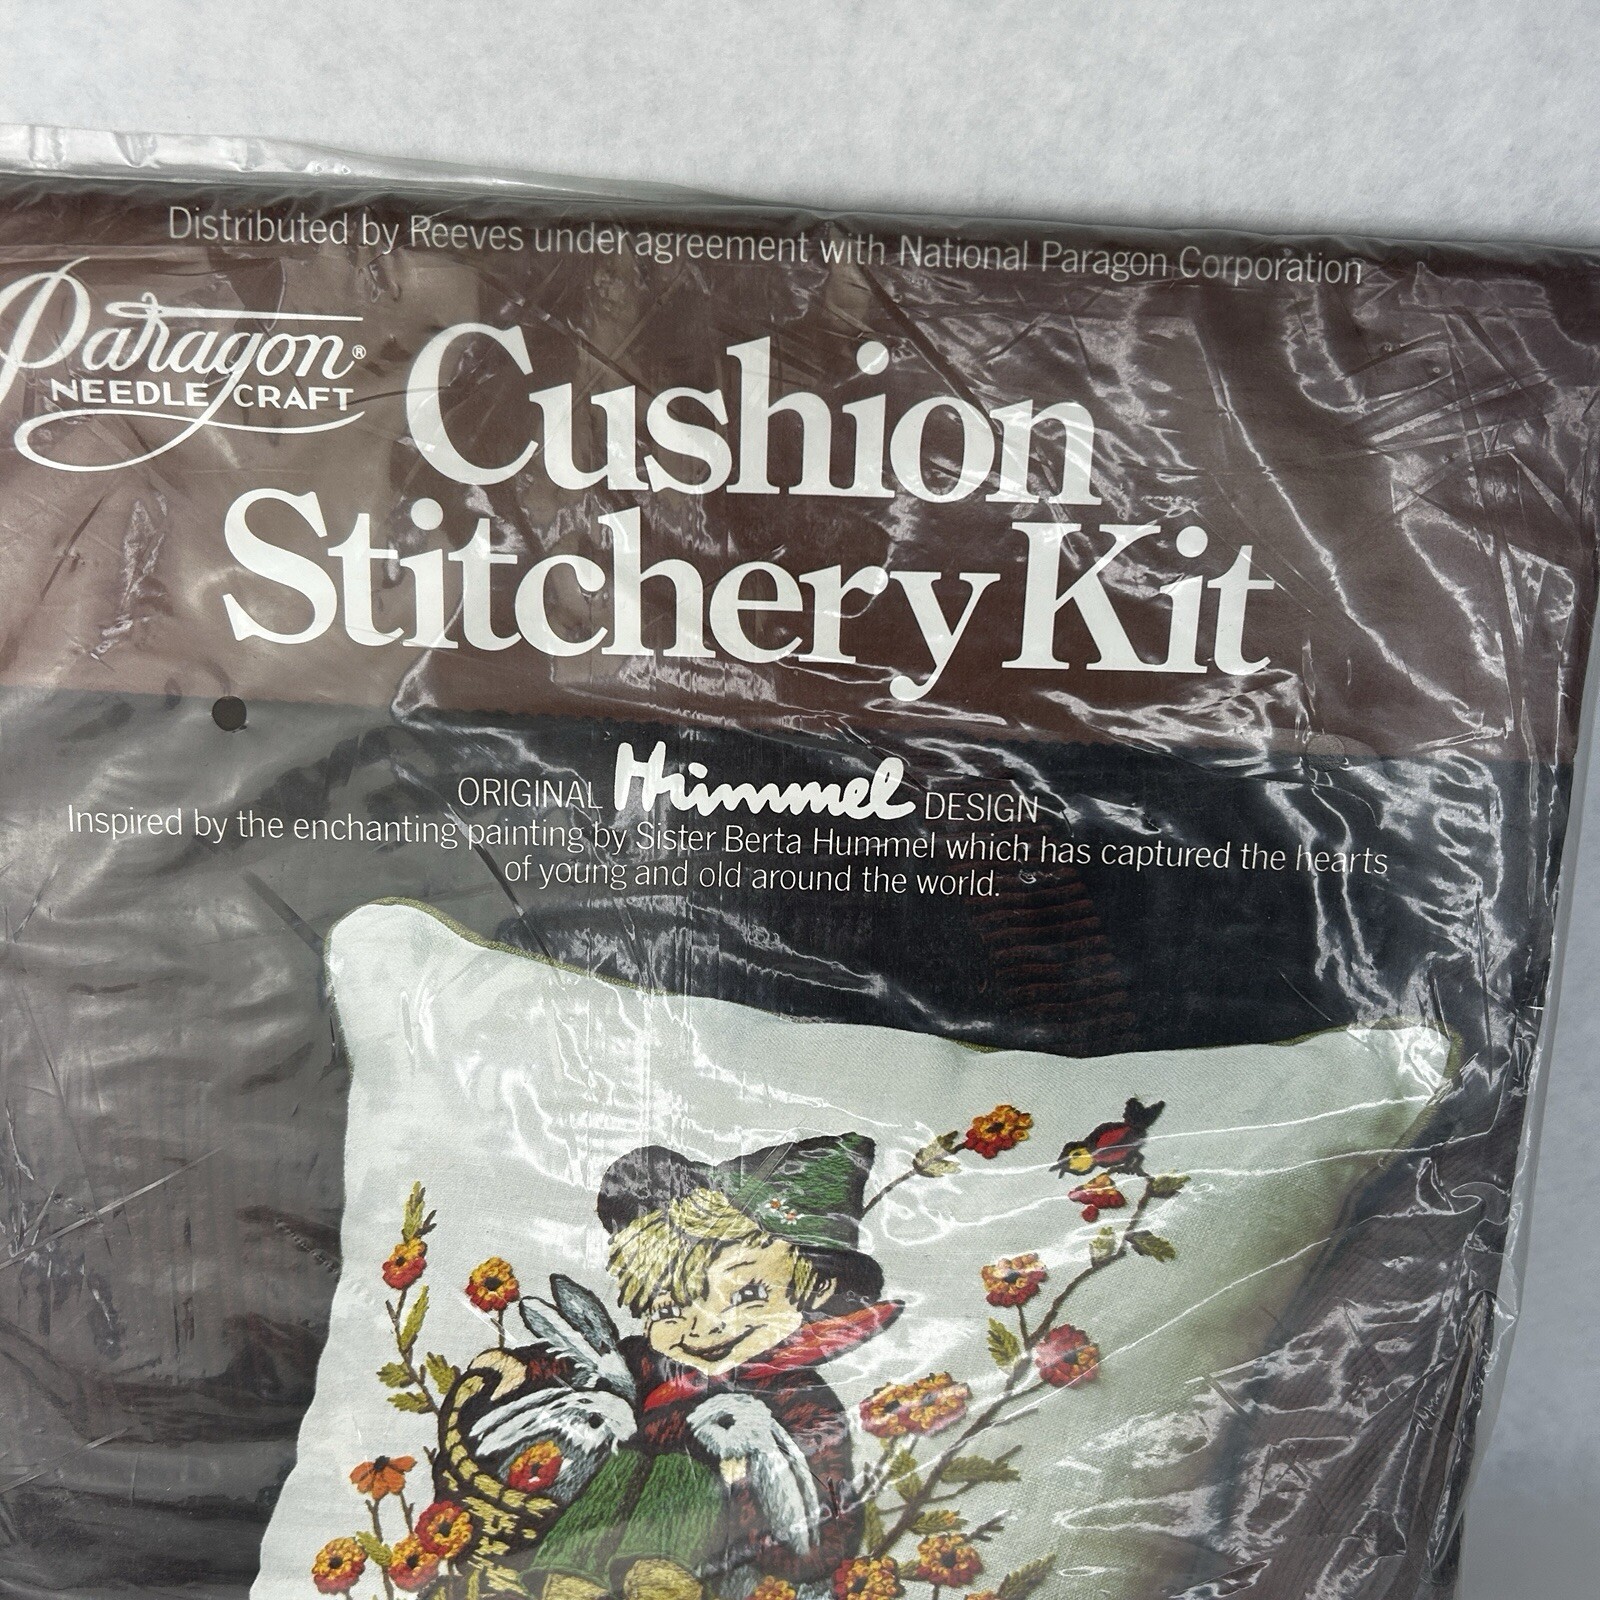 Distributed by Reeves under agreement with National Paragon Corporation
Paragon®
NEEDLE CRAFT
Cushion
Stitchery Kit
ORIGINAL Hummel DESIGN
Inspired by the enchanting painting by Sister Berta Hummel which has captured the hearts
of young and old around the world.